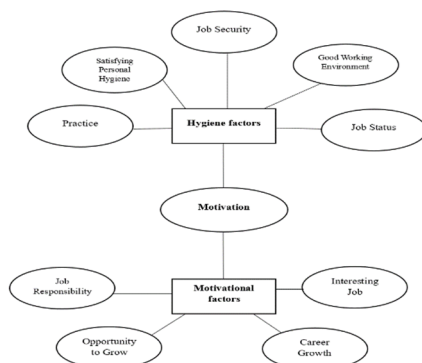 Job Security
Satisfying
Personal
Hygiene
Good Working
Environment
Practice
Hygiene factors
Job Status
Motivation
Job
Responsibility
Motivational
factors
Interesting
Job
Opportunity
to Grow
Career
Growth